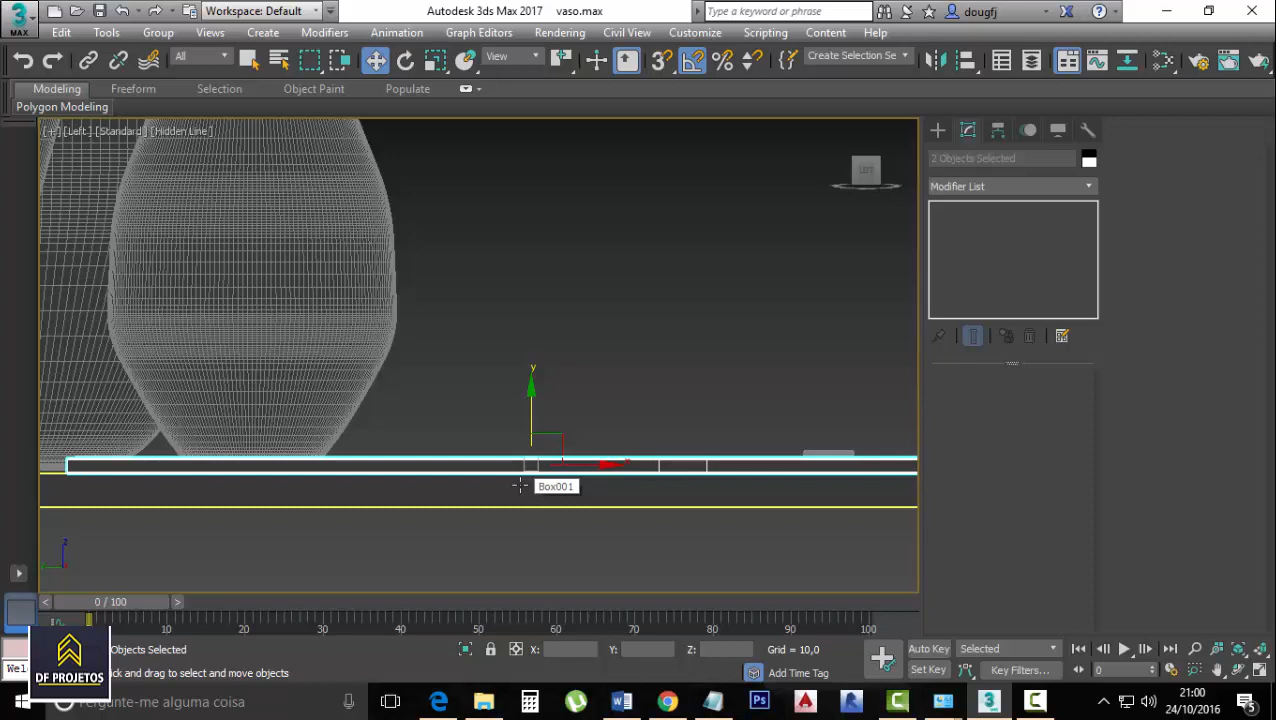 MAX
Workspace: Default
Autodesk 3ds Max 2017 vaso.max
Type a keyword or phrase
dougfj
Edit Tools Group Views Create Modifiers Animation Graph Editors Rendering Civil View Customize Scripting Content Help
All
View
Create Selection Se
Modeling Freeform Selection Object Paint Populate
Polygon Modeling
[+] [Left] [Standard] [Hidden Line]
LEFT
2 Objects Selected
Modifier List
y
x
Box001
z
0 / 100
10 20 30 40 50 60 70 80 90 100
Objects Selected
X: Y: Z: Grid = 10,0
Auto Key Selected
Welc
ck and drag to select and move objects
Add Time Tag
Set Key Key Filters...
0
DF PROJETOS
Pergunte-me alguma coisa
21:00
24/10/2016
5